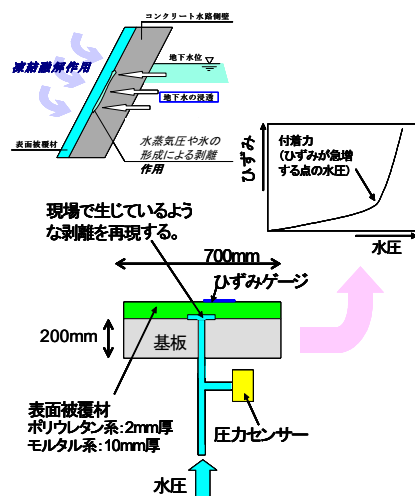 コンクリート水路側壁
地下水位
凍結融解作用
地下水の浸透
表面被覆材
水蒸気圧や氷の
形成による剥離
作用
ひずみ
付着力
(ひずみが急増
する点の水圧)
水圧
現場で生じているよう
な剥離を再現する。
700mm
ひずみゲージ
200mm
基板
表面被覆材
ポリウレタン系:2mm厚
モルタル系:10mm厚
圧力センサー
水圧